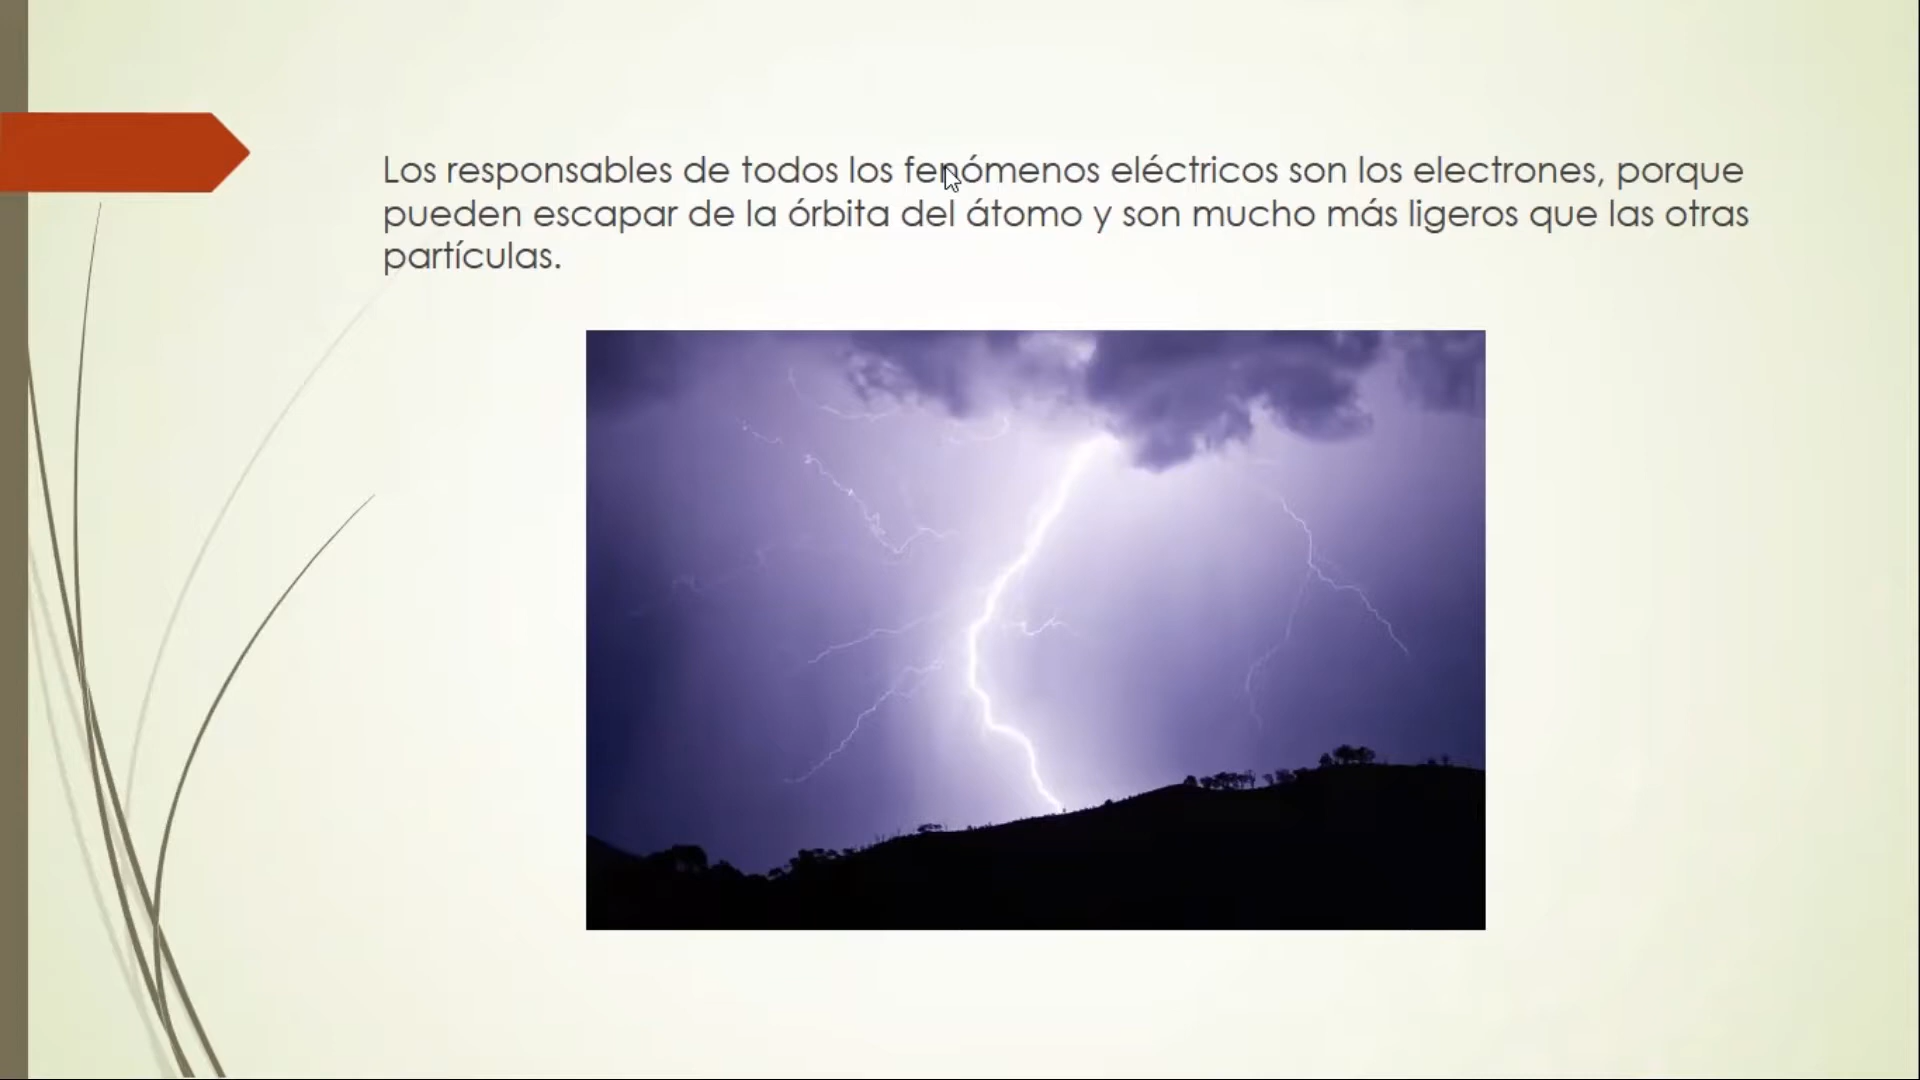 Los responsables de todos los fenómenos eléctricos son los electrones, porque
pueden escapar de la órbita del átomo y son mucho más ligeros que las otras
partículas.